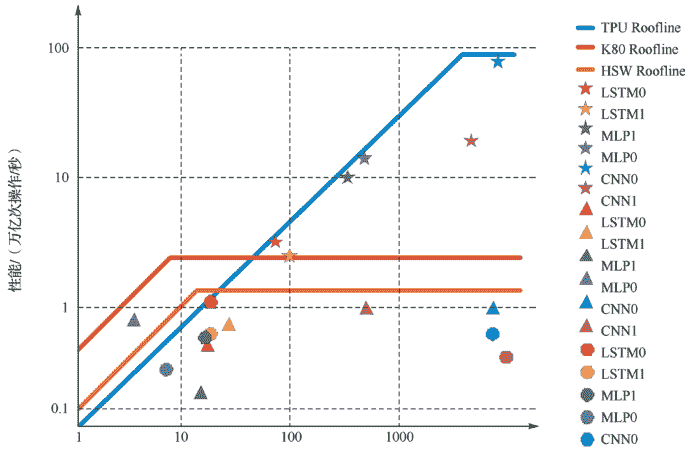 100
10
1
0.1
1
10
100
1000
性能/（万亿次操作/秒）
TPU Roofline
K80 Roofline
HSW Roofline
LSTM0
LSTM1
MLP1
MLP0
CNN0
CNN1
LSTM0
LSTM1
MLP1
MLP0
CNN0
CNN1
LSTM0
LSTM1
MLP1
MLP0
CNN0